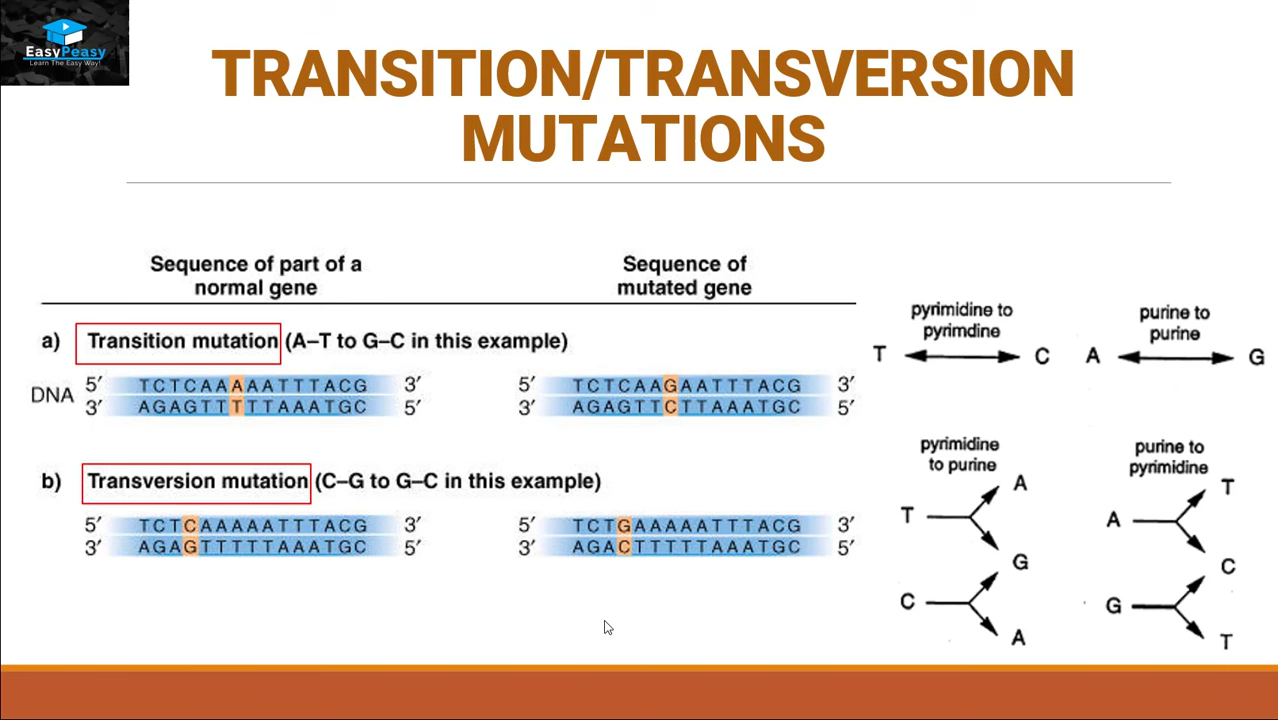 EasyPeasy
Learn The Easy Way!
TRANSITION/TRANSVERSION
MUTATIONS
Sequence of part of a
normal gene
Sequence of
mutated gene
a) Transition mutation (A–T to G–C in this example)
DNA
5′ TCTCAAAAATTTACG 3′
3′ AGAGTTTTTAAATGC 5′
5′ TCTCAAGAATTTACG 3′
3′ AGAGTTCTTAAATGC 5′
b) Transversion mutation (C–G to G–C in this example)
5′ TCTCAAAAATTTACG 3′
3′ AGAGTTTTTAAATGC 5′
5′ TCTGAAAAATTTACG 3′
3′ AGACTTTTTAAATGC 5′
pyrimidine to
pyrimdine
T C
purine to
purine
A G
pyrimidine
to purine
T A
G
C A
purine to
pyrimidine
A T
C
G T